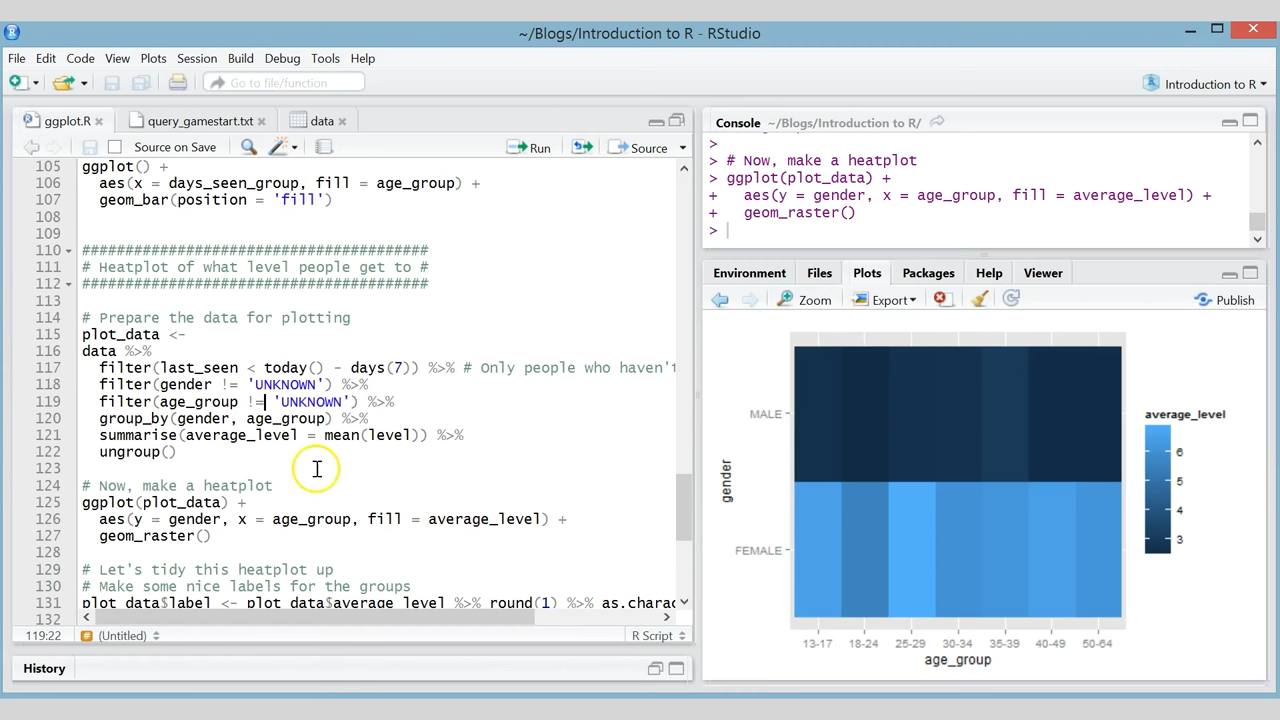 ~/Blogs/Introduction to R - RStudio
File Edit Code View Plots Session Build Debug Tools Help
Go to file/function
Introduction to R
ggplot.R
query_gamestart.txt
data
Source on Save
Run
Source
105 ggplot() +
106 aes(x = days_seen_group, fill = age_group) +
107 geom_bar(position = 'fill')
108
109
110 #######################################
111 # Heatplot of what level people get to #
112 #######################################
113
114 # Prepare the data for plotting
115 plot_data <-
116 data %>%
117 filter(last_seen < today() - days(7)) %>% # Only people who haven't
118 filter(gender != 'UNKNOWN') %>%
119 filter(age_group != 'UNKNOWN') %>%
120 group_by(gender, age_group) %>%
121 summarise(average_level = mean(level)) %>%
122 ungroup()
123
124 # Now, make a heatplot
125 ggplot(plot_data) +
126 aes(y = gender, x = age_group, fill = average_level) +
127 geom_raster()
128
129 # Let's tidy this heatplot up
130 # Make some nice labels for the groups
131 plot_data$label <- plot_data$average_level %>% round(1) %>% as.charac
132
119:22 (Untitled) R Script
History
Console ~/Blogs/Introduction to R/
>
> # Now, make a heatplot
> ggplot(plot_data) +
+ aes(y = gender, x = age_group, fill = average_level) +
+ geom_raster()
>
Environment Files Plots Packages Help Viewer
Zoom Export Publish
MALE
FEMALE
gender
13-17 18-24 25-29 30-34 35-39 40-49 50-64
age_group
average_level
6
5
4
3